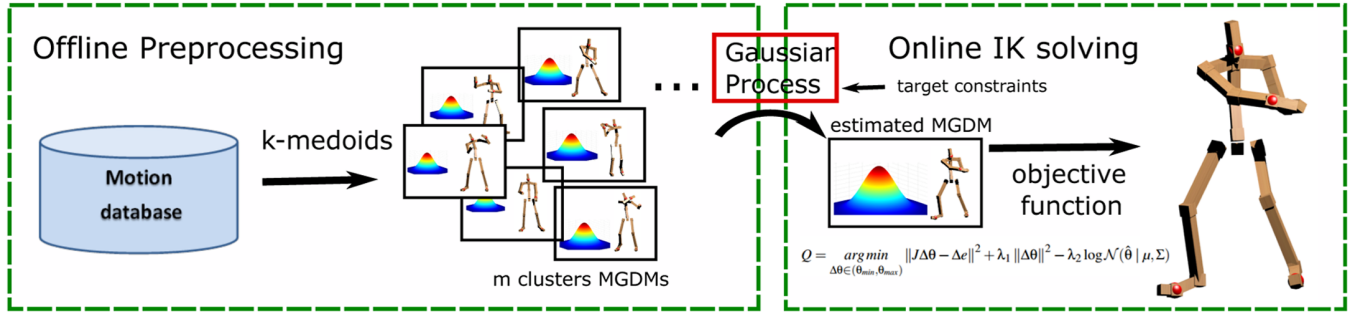 Offline Preprocessing
Motion
database
k-medoids
m clusters MGDMs
...
Gaussian
Process
Online IK solving
target constraints
estimated MGDM
objective
function
Q = arg min ‖JΔθ − Δe‖² + λ₁ ‖Δθ‖² − λ₂ log 𝒩(θ̂ | μ, Σ)
Δθ∈(θmin,θmax)